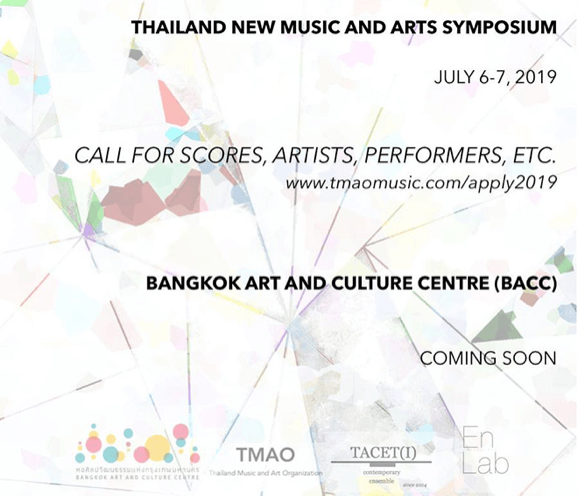 THAILAND NEW MUSIC AND ARTS SYMPOSIUM
JULY 6-7, 2019
CALL FOR SCORES, ARTISTS, PERFORMERS, ETC.
www.tmaomusic.com/apply2019
BANGKOK ART AND CULTURE CENTRE (BACC)
COMING SOON
หอศิลปวัฒนธรรมแห่งกรุงเทพมหานคร
BANGKOK ART AND CULTURE CENTRE
TMAO
Thailand Music and Art Organization
TACET(I)
contemporary
ensemble
since 2014
En
Lab